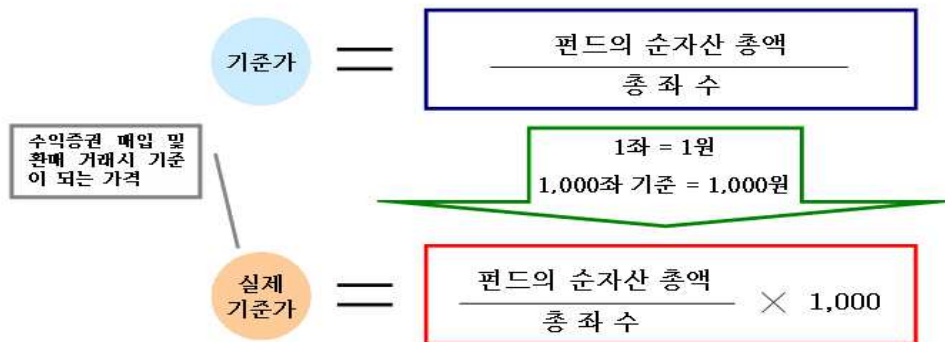 기준가
=
펀드의 순자산 총액
총 좌 수
수익증권 매입 및
환매 거래시 기준
이 되는 가격
1좌 = 1원
1,000좌 기준 = 1,000원
실제
기준가
=
펀드의 순자산 총액
총 좌 수
× 1,000